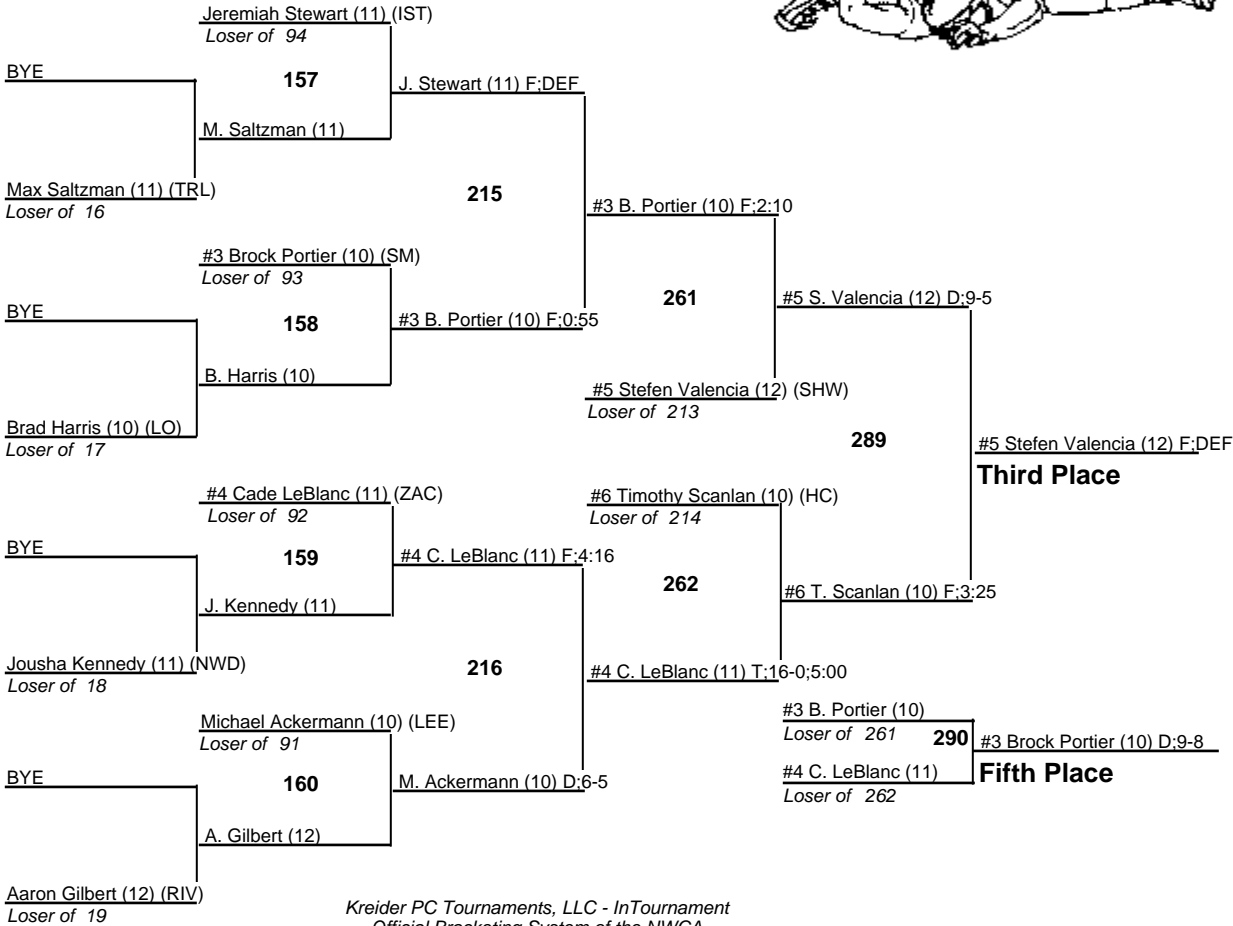 Jeremiah Stewart (11) (IST)
Loser of 94
BYE
157
J. Stewart (11) F;DEF
M. Saltzman (11)
Max Saltzman (11) (TRL)
Loser of 16
215
#3 B. Portier (10) F;2:10
#3 Brock Portier (10) (SM)
Loser of 93
BYE
158
#3 B. Portier (10) F;0:55
B. Harris (10)
Brad Harris (10) (LO)
Loser of 17
261
#5 S. Valencia (12) D;9-5
#5 Stefen Valencia (12) (SHW)
Loser of 213
289
#5 Stefen Valencia (12) F;DEF
Third Place
#4 Cade LeBlanc (11) (ZAC)
Loser of 92
BYE
159
#4 C. LeBlanc (11) F;4:16
J. Kennedy (11)
Jousha Kennedy (11) (NWD)
Loser of 18
#6 Timothy Scanlan (10) (HC)
Loser of 214
262
#6 T. Scanlan (10) F;3:25
216
#4 C. LeBlanc (11) T;16-0;5:00
Michael Ackermann (10) (LEE)
Loser of 91
BYE
160
M. Ackermann (10) D;6-5
A. Gilbert (12)
Aaron Gilbert (12) (RIV)
Loser of 19
#3 B. Portier (10)
Loser of 261
290
#3 Brock Portier (10) D;9-8
#4 C. LeBlanc (11)
Fifth Place
Loser of 262
Kreider PC Tournaments, LLC - InTournament
Official Bracketing System of the NWCA